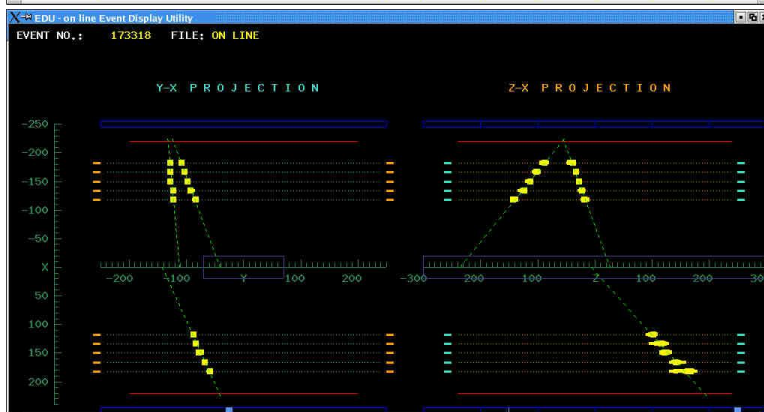 EDU - on line Event Display Utility
EVENT NO.: 173318 FILE: ON LINE
Y-X PROJECTION
Z-X PROJECTION
-250
-200
-150
-100
-50
X
50
100
150
200
-200 -100 Y 100 200
-300 200 100 Z 100 200 30